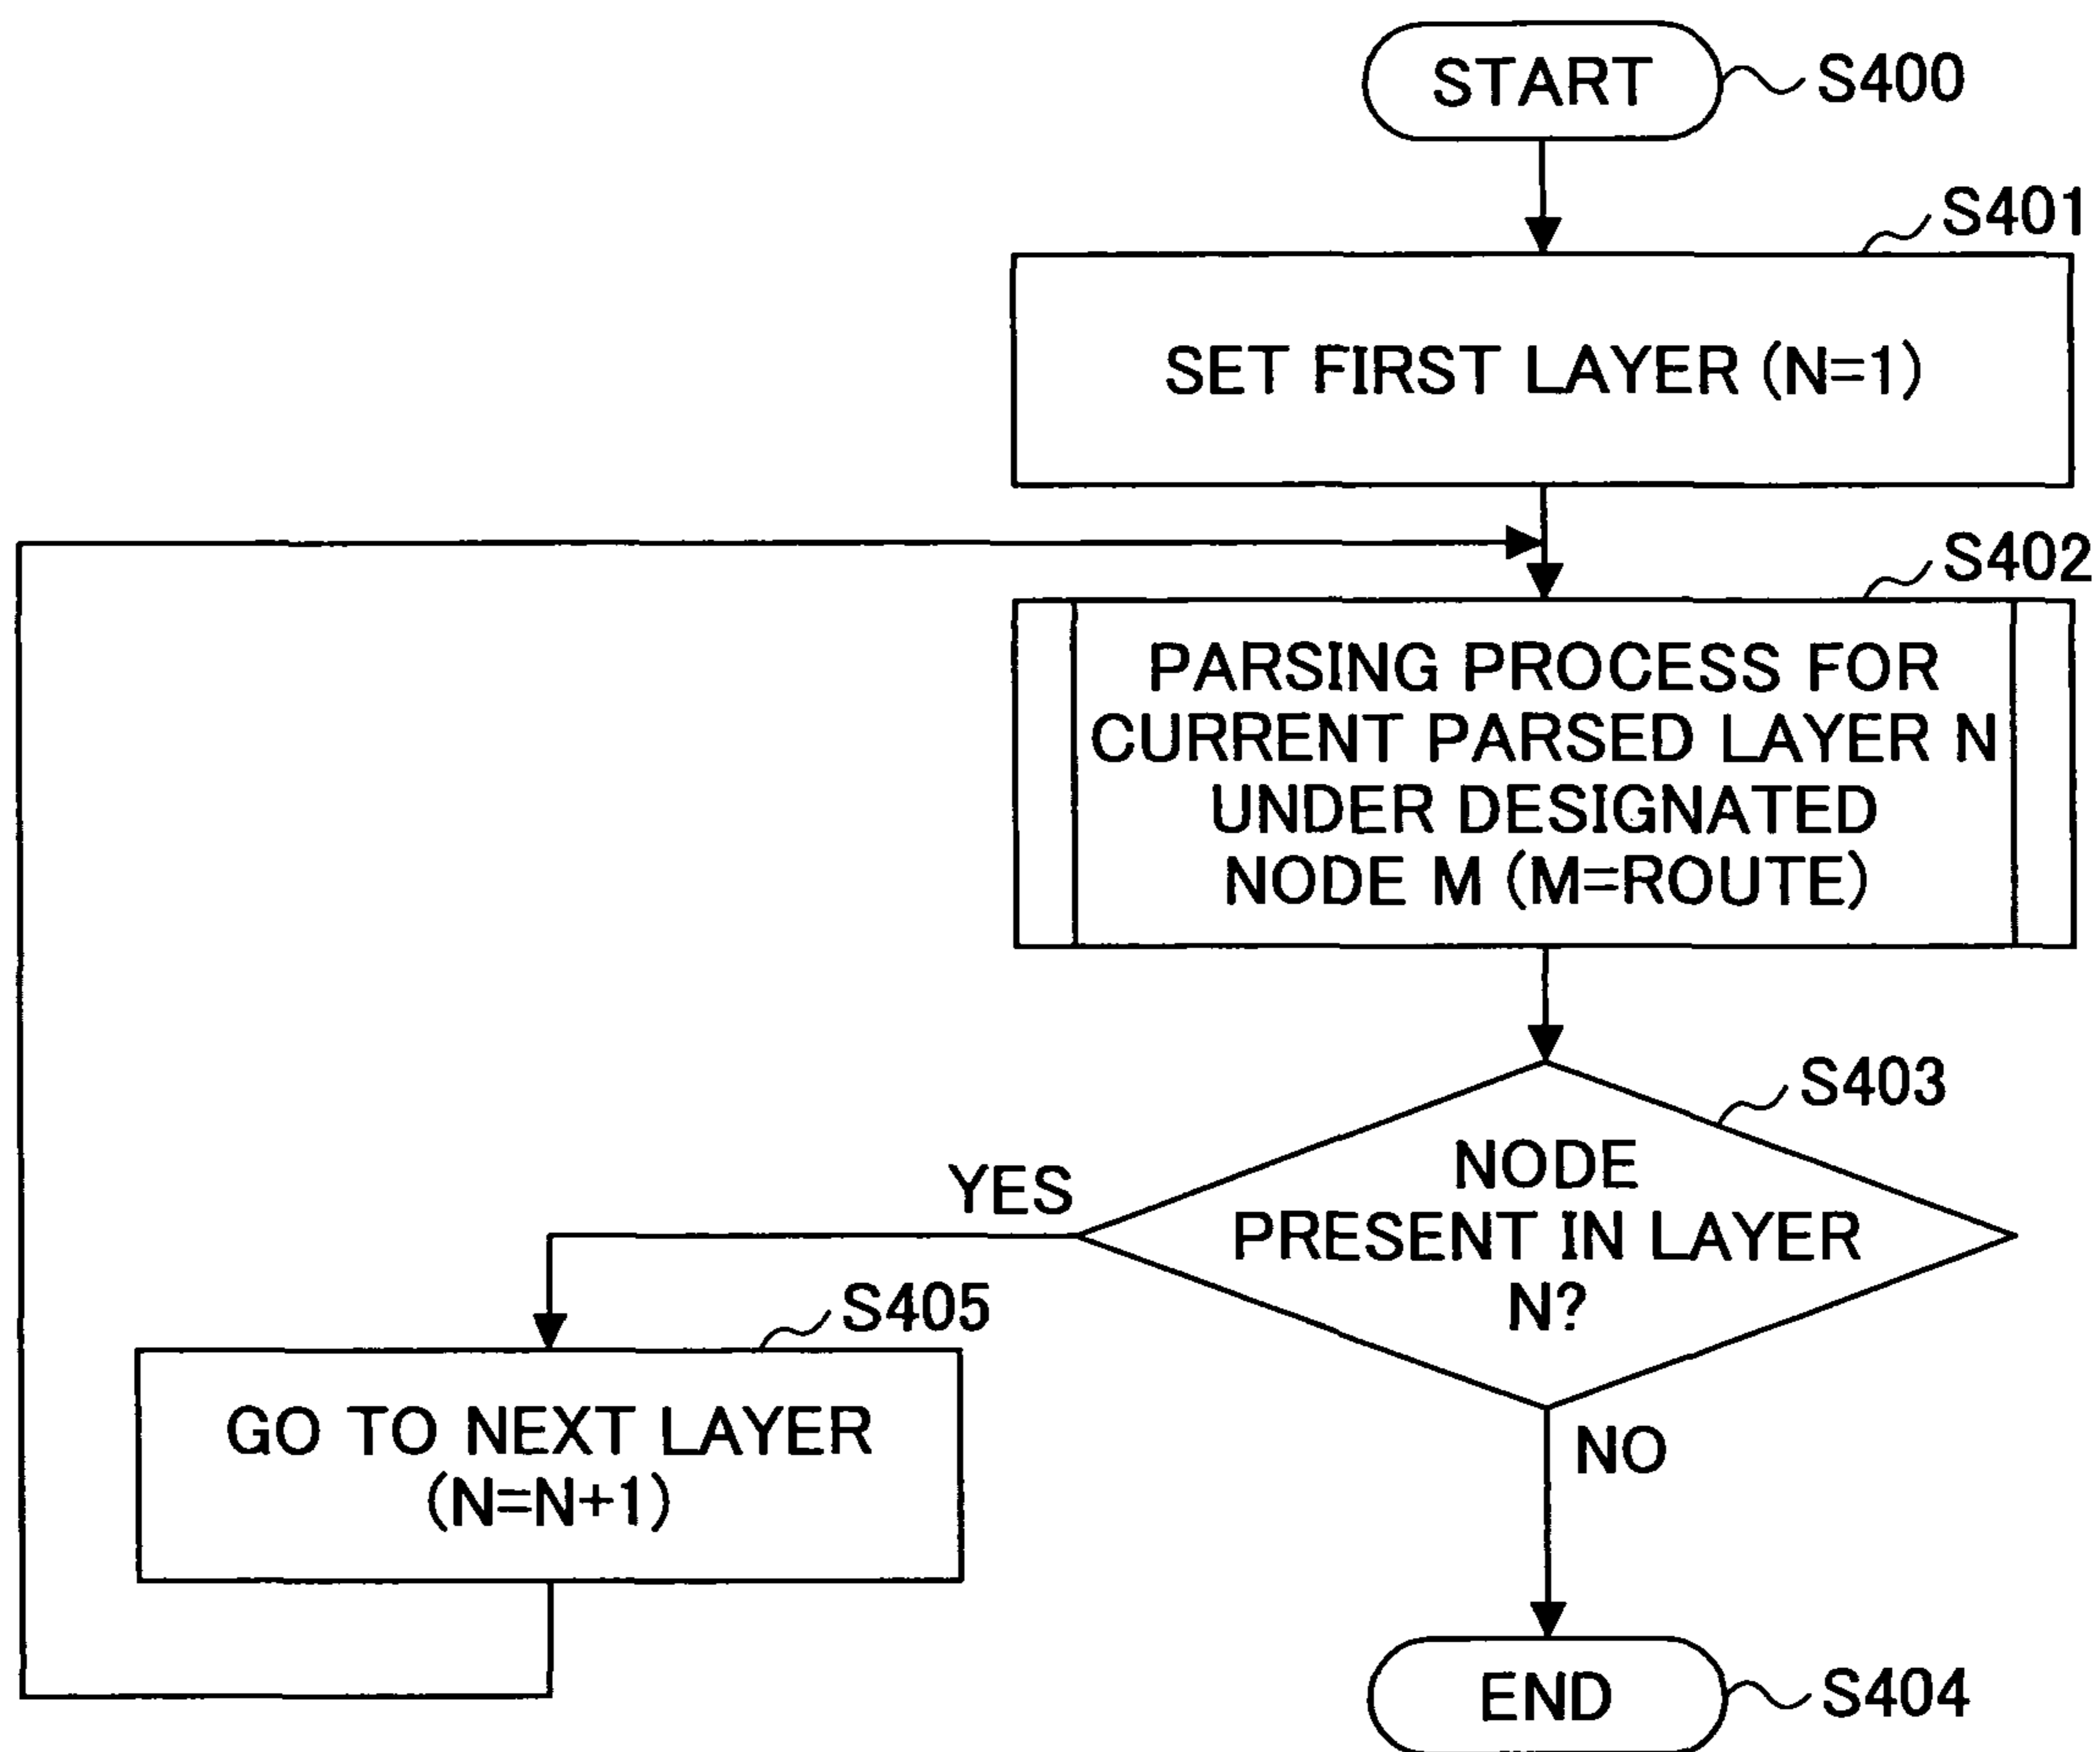 START
S400
S401
SET FIRST LAYER (N=1)
S402
PARSING PROCESS FOR
CURRENT PARSED LAYER N
UNDER DESIGNATED
NODE M (M=ROUTE)
S403
NODE
PRESENT IN LAYER
N?
YES
S405
GO TO NEXT LAYER
(N=N+1)
NO
END
S404